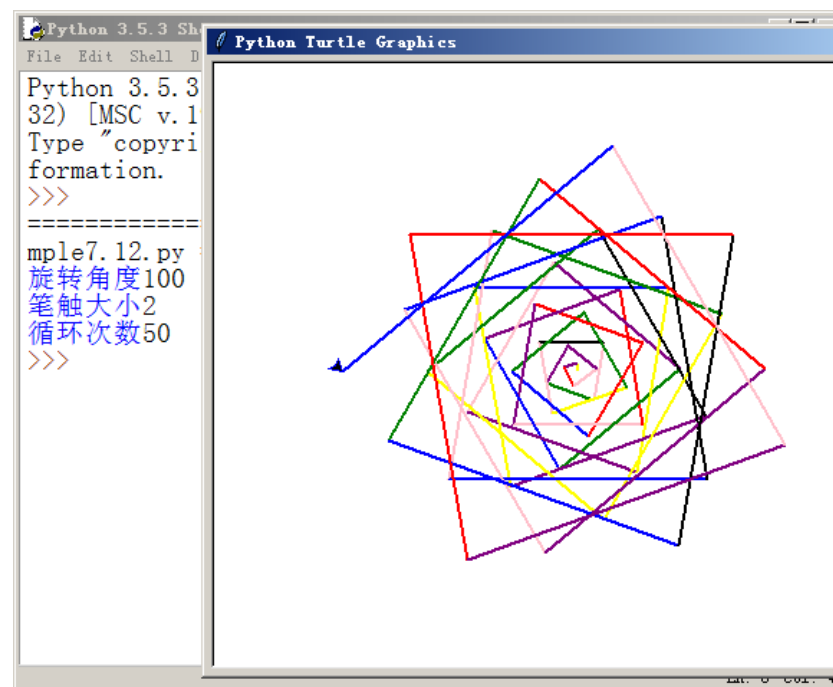 Python 3.5.3 Sh
Python Turtle Graphics
File Edit Shell D
Python 3.5.3
32) [MSC v.1
Type "copyri
formation.
>>>
=============
mple7.12.py
旋转角度100
笔触大小2
循环次数50
>>>